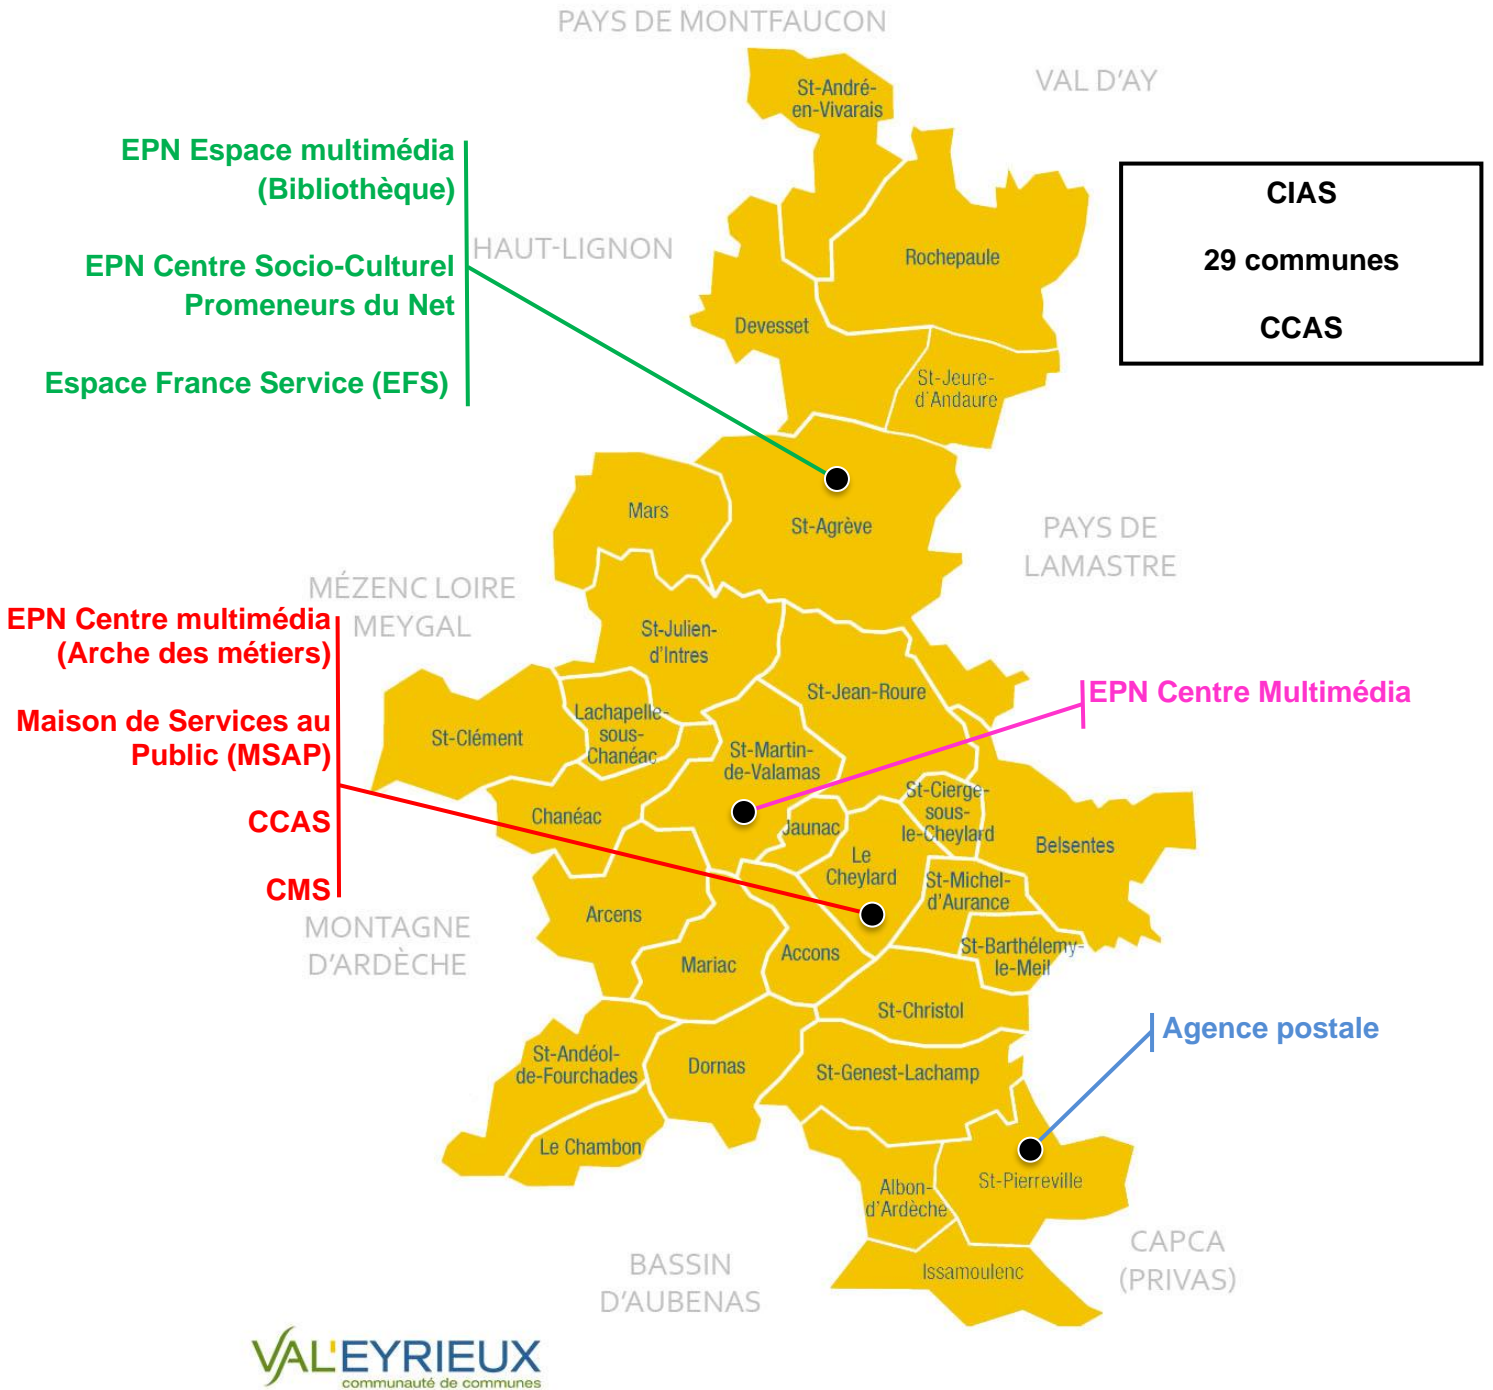 PAYS DE MONTFAUCON
VAL D'AY
St-André-
en-Vivarais
EPN Espace multimédia
(Bibliothèque)
EPN Centre Socio-Culturel
Promeneurs du Net
Espace France Service (EFS)
HAUT-LIGNON
CIAS
29 communes
CCAS
Rochepaule
Devesset
St-Jeure-
d'Andaure
Mars
St-Agrève
PAYS DE
LAMASTRE
MÉZENC LOIRE
MEYGAL
EPN Centre multimédia
(Arche des métiers)
Maison de Services au
Public (MSAP)
CCAS
CMS
St-Julien-
d'Intres
St-Jean-Roure
EPN Centre Multimédia
St-Clément
Lachapelle-
sous-
Chanéac
St-Martin-
de-Valamas
Chanéac
Jaunac
St-Cierge-
sous-
le-Cheylard
Belsentes
Le
Cheylard
St-Michel-
d'Aurance
Arcens
MONTAGNE
D'ARDÈCHE
Mariac
Accons
St-Barthélemy-
le-Meil
St-Christol
Agence postale
St-Andéol-
de-Fourchades
Dornas
St-Genest-Lachamp
Le Chambon
Albon-
d'Ardèche
St-Pierreville
Issamoulenc
CAPCA
(PRIVAS)
BASSIN
D'AUBENAS
VAL'EYRIEUX
communauté de communes